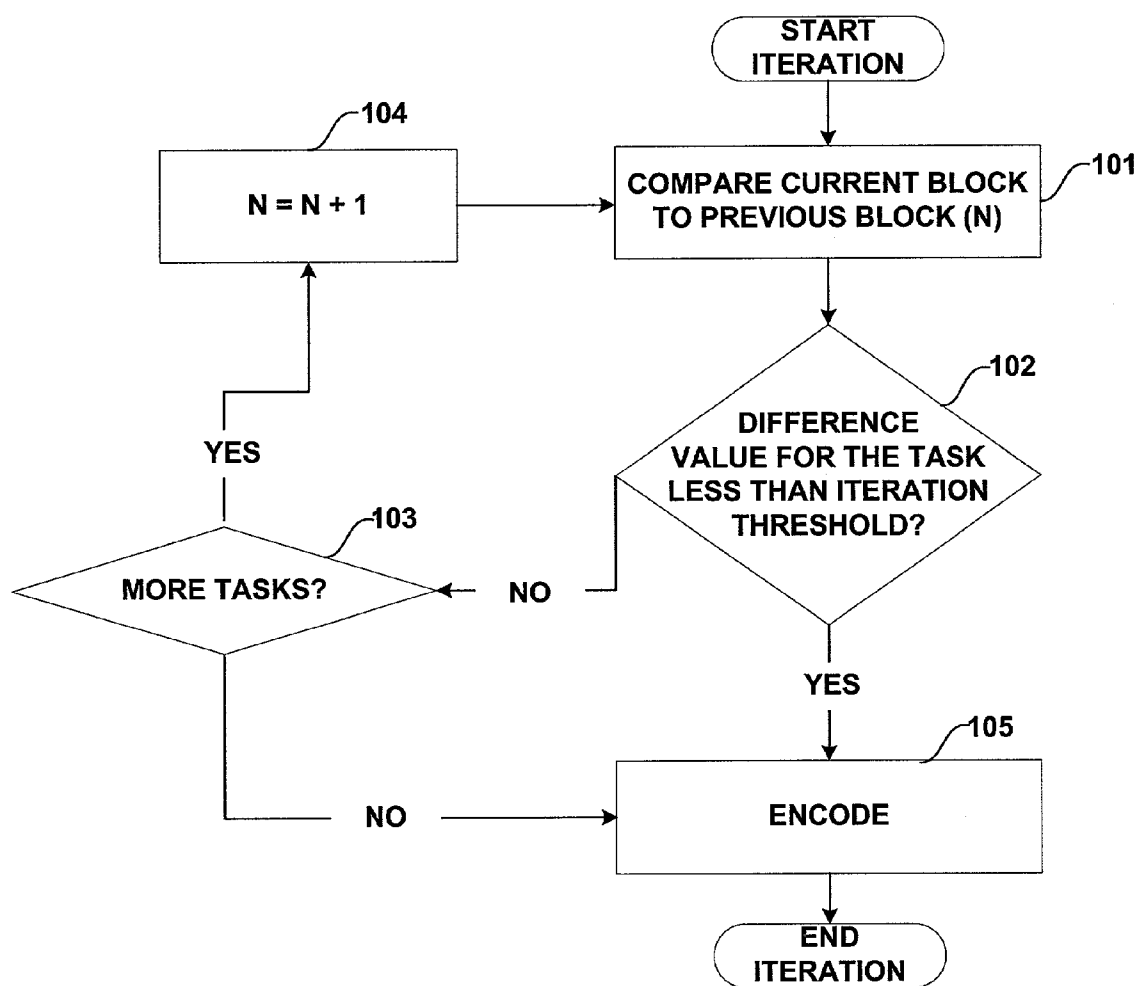 START
ITERATION
104
N = N + 1
COMPARE CURRENT BLOCK
TO PREVIOUS BLOCK (N)
101
102
DIFFERENCE
VALUE FOR THE TASK
LESS THAN ITERATION
THRESHOLD?
YES
103
MORE TASKS?
NO
YES
105
NO
ENCODE
END
ITERATION